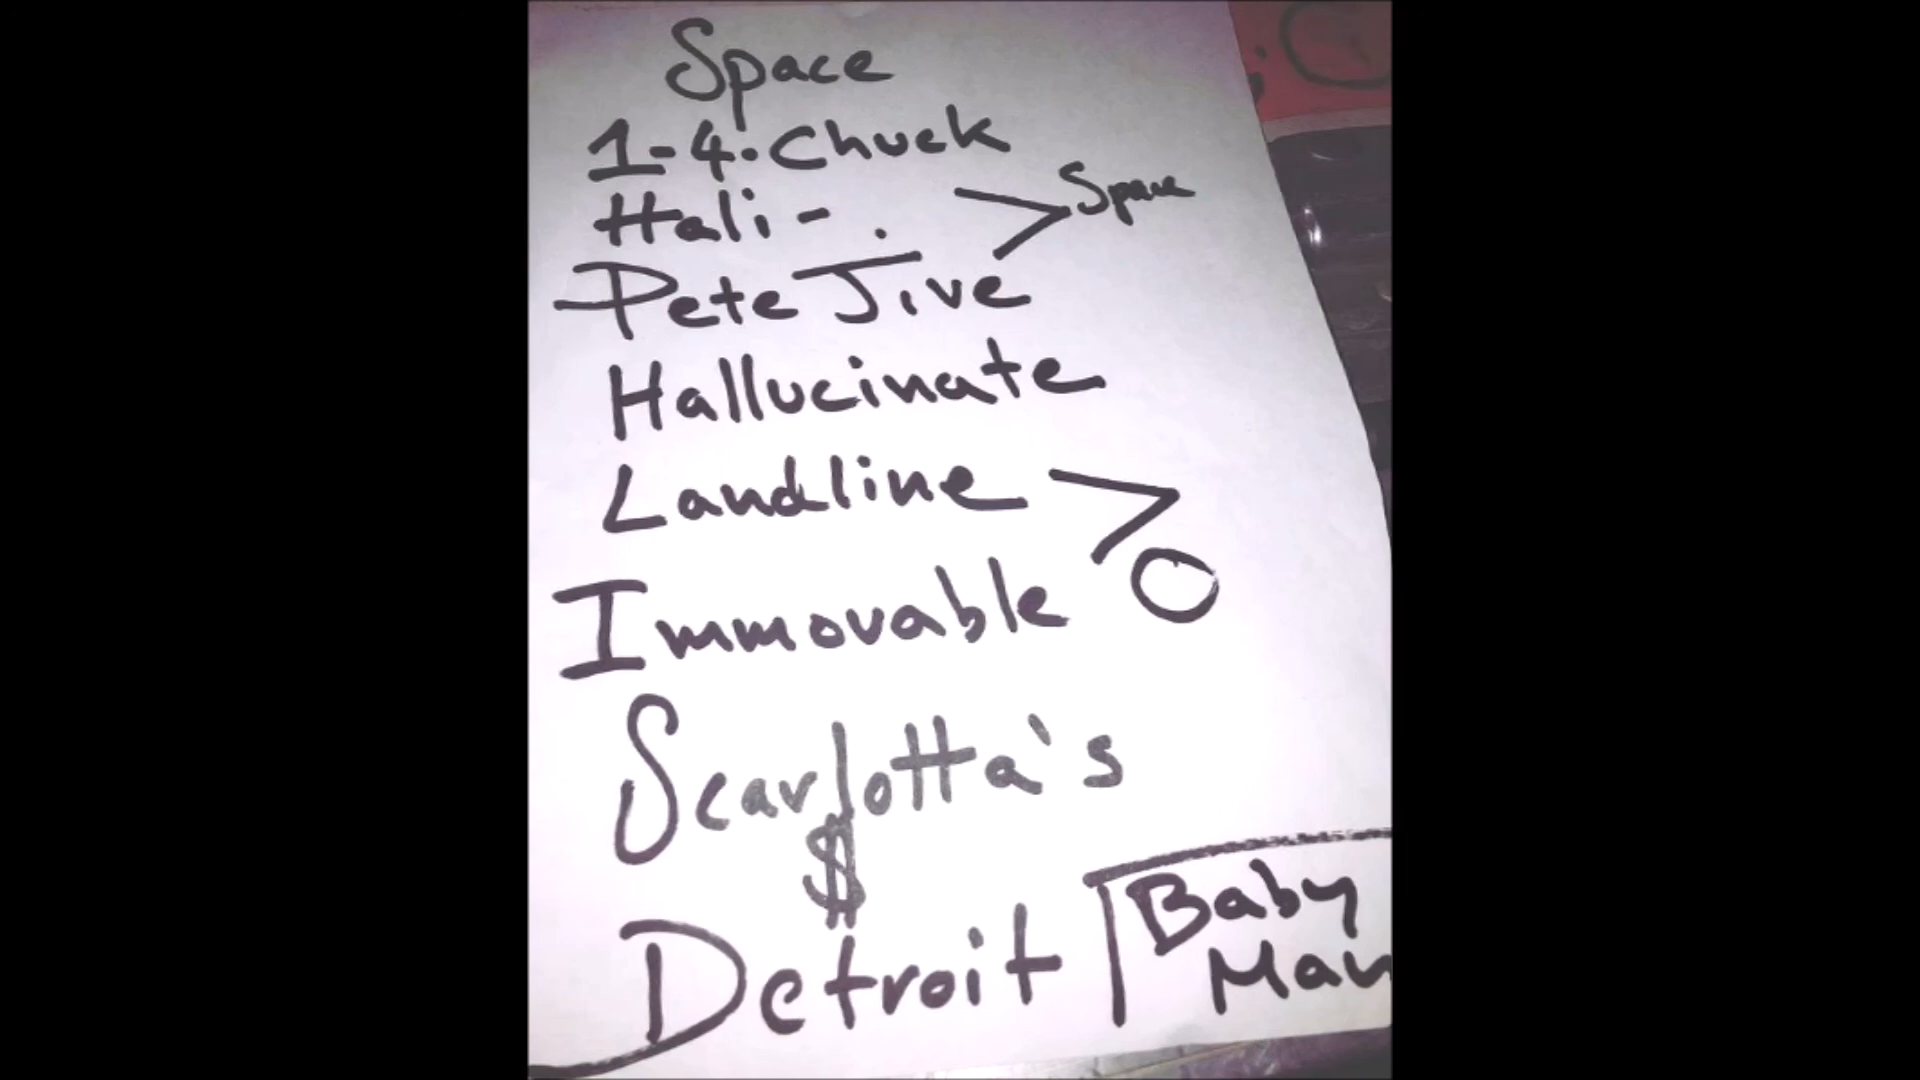 Space
1-4. Chuck
Hali - .
> Space
Pete Jive
Hallucinate
Landline
> O
Immovable
Scarlotta's
$
Detroit
Baby
Man